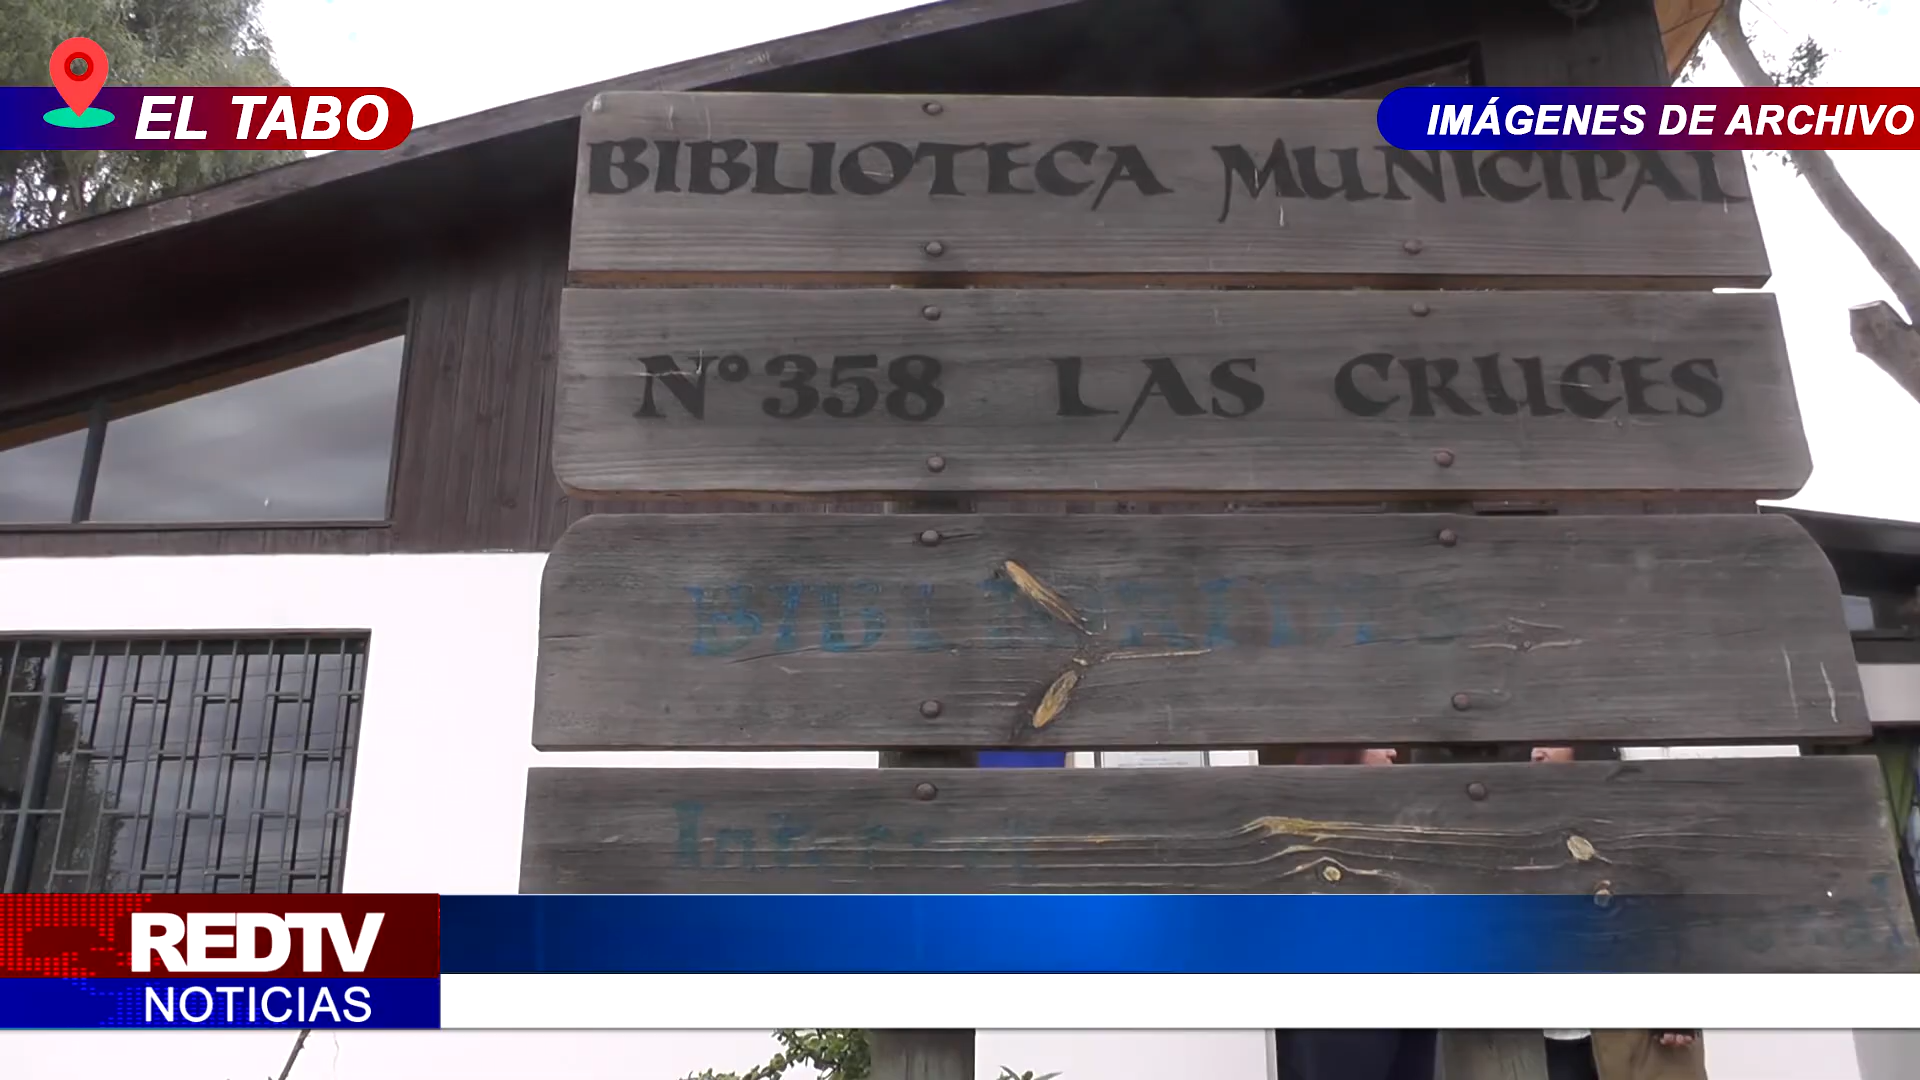 EL TABO
IMÁGENES DE ARCHIVO
BIBLIOTECA MUNICIPAL
N°358 LAS CRUCES
REDTV
NOTICIAS